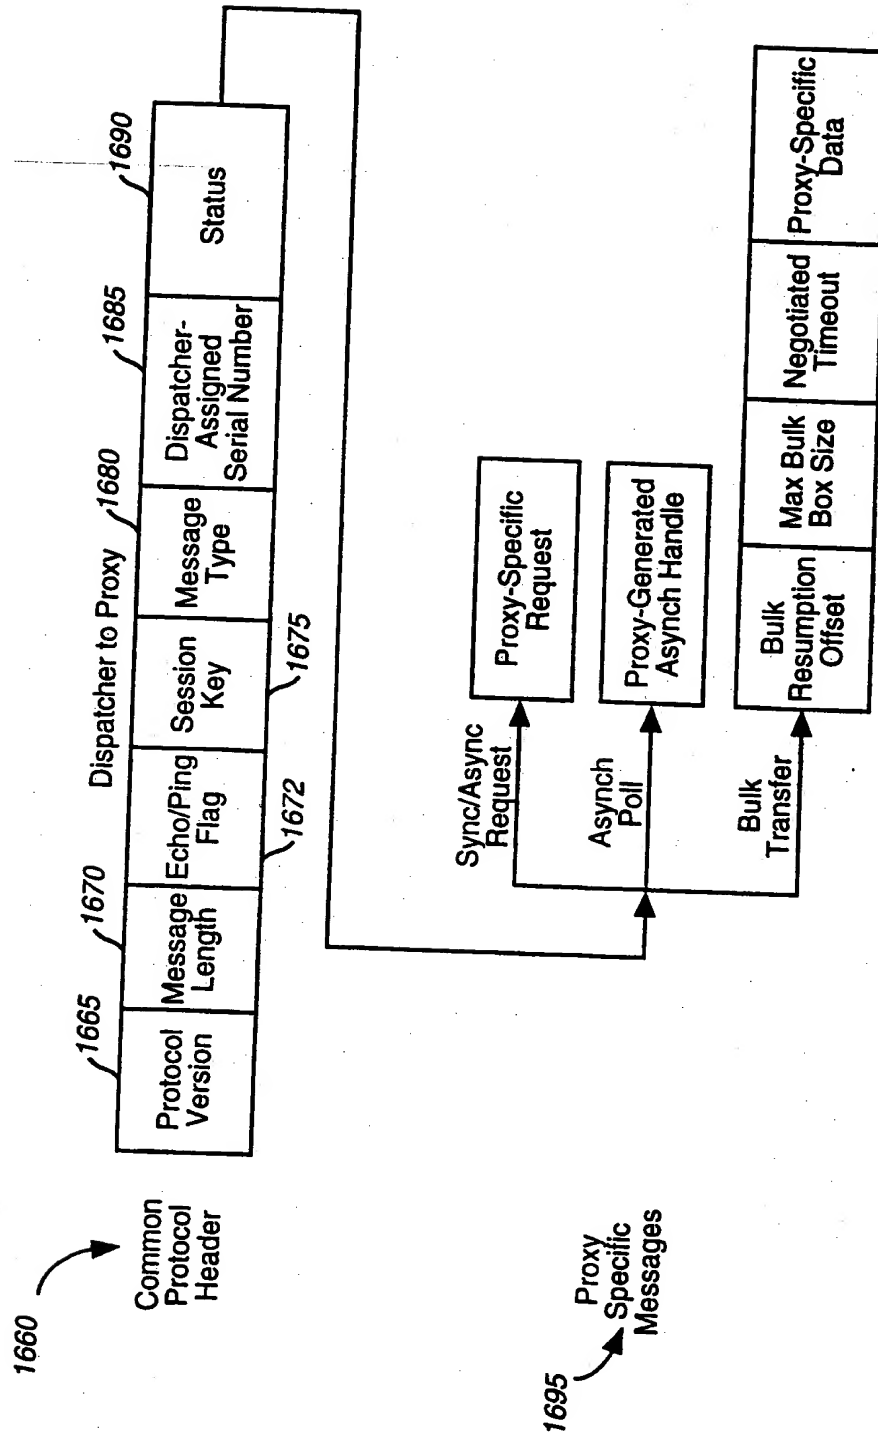 Dispatcher to Proxy
1660
Common
Protocol
Header
1665
1670
1680
1685
1690
Protocol
Version
Message
Length
Echo/Ping
Flag
Session
Key
Message
Type
Dispatcher-
Assigned
Serial Number
Status
1672
1675
1695
Proxy
Specific
Messages
Sync/Async
Request
Proxy-Specific
Request
Asynch
Poll
Proxy-Generated
Asynch Handle
Bulk
Transfer
Bulk
Resumption
Offset
Max Bulk
Box Size
Negotiated
Timeout
Proxy-Specific
Data